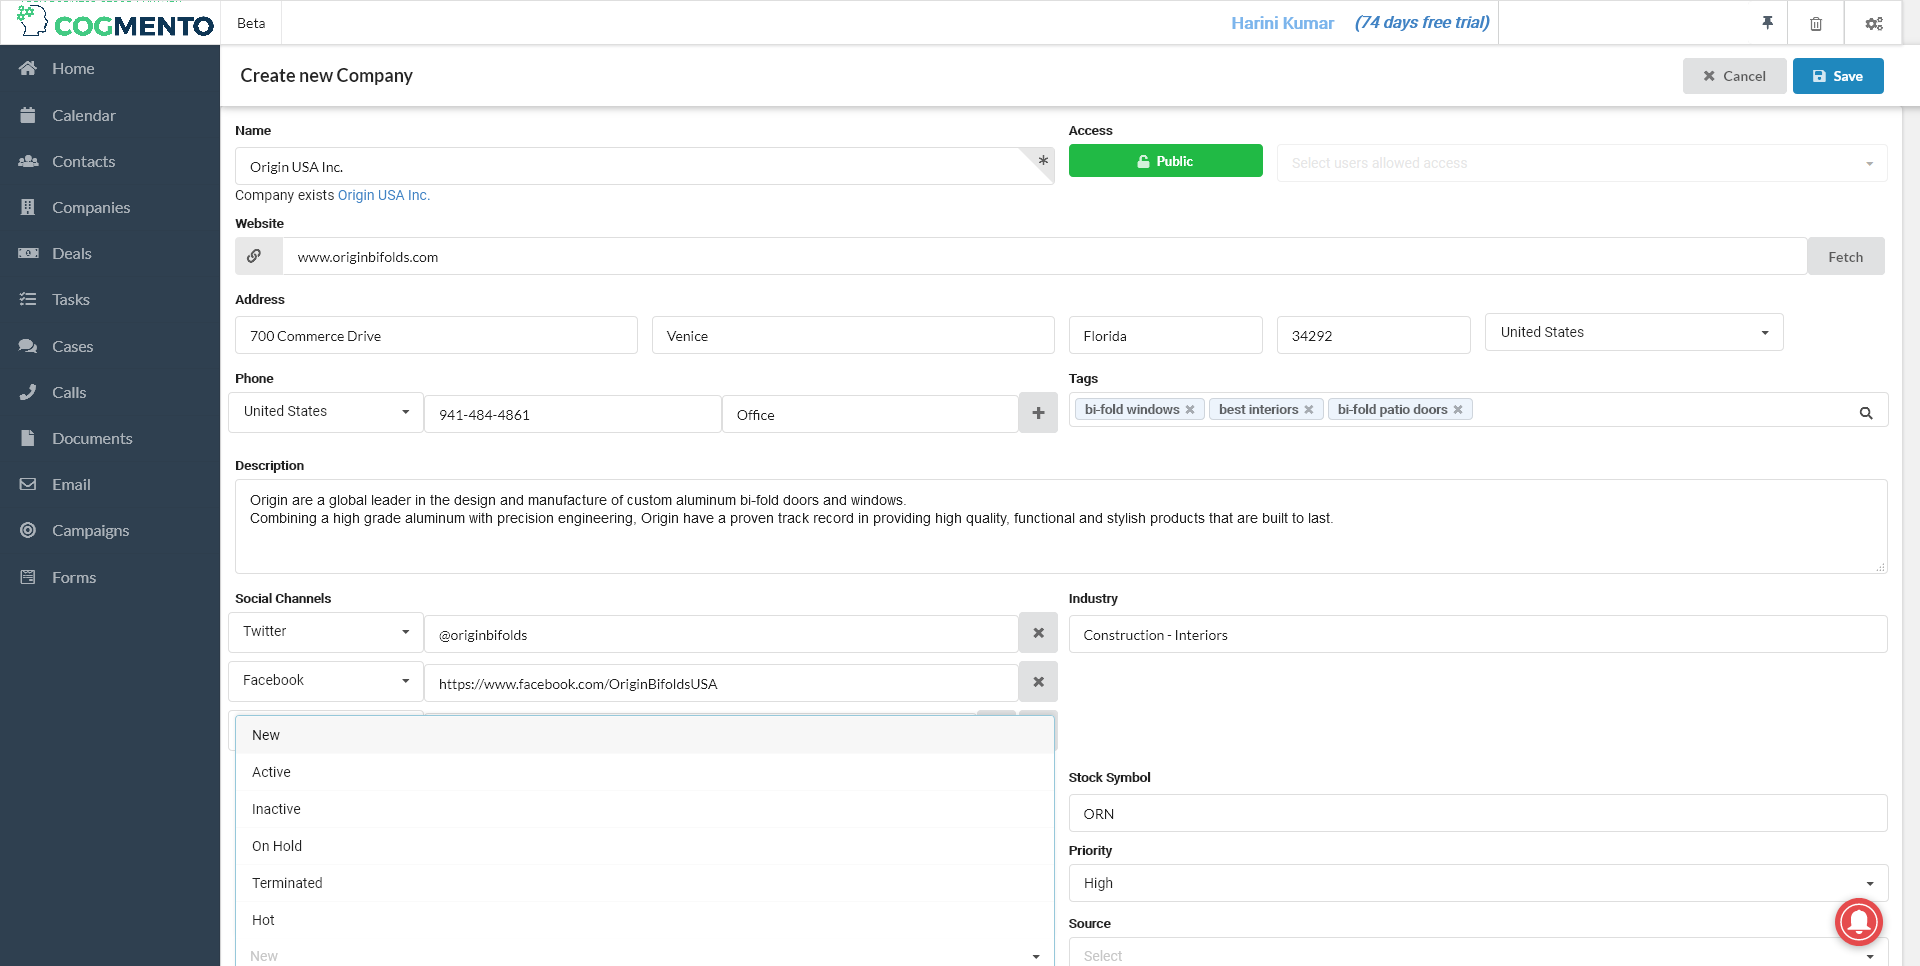 COGMENTO
Beta
Harini Kumar (74 days free trial)
Home
Calendar
Contacts
Companies
Deals
Tasks
Cases
Calls
Documents
Email
Campaigns
Forms
Create new Company
Cancel
Save
Name
Origin USA Inc.
*
Company exists Origin USA Inc.
Access
Public
Select users allowed access
Website
www.originbifolds.com
Fetch
Address
700 Commerce Drive
Venice
Florida
34292
United States
Phone
United States
941-484-4861
Office
Tags
bi-fold windows
best interiors
bi-fold patio doors
Description
Origin are a global leader in the design and manufacture of custom aluminum bi-fold doors and windows.
Combining a high grade aluminum with precision engineering, Origin have a proven track record in providing high quality, functional and stylish products that are built to last.
Social Channels
Twitter
@originbifolds
Facebook
https://www.facebook.com/OriginBifoldsUSA
Industry
Construction - Interiors
New
Active
Inactive
On Hold
Terminated
Hot
New
Stock Symbol
ORN
Priority
High
Source
Select